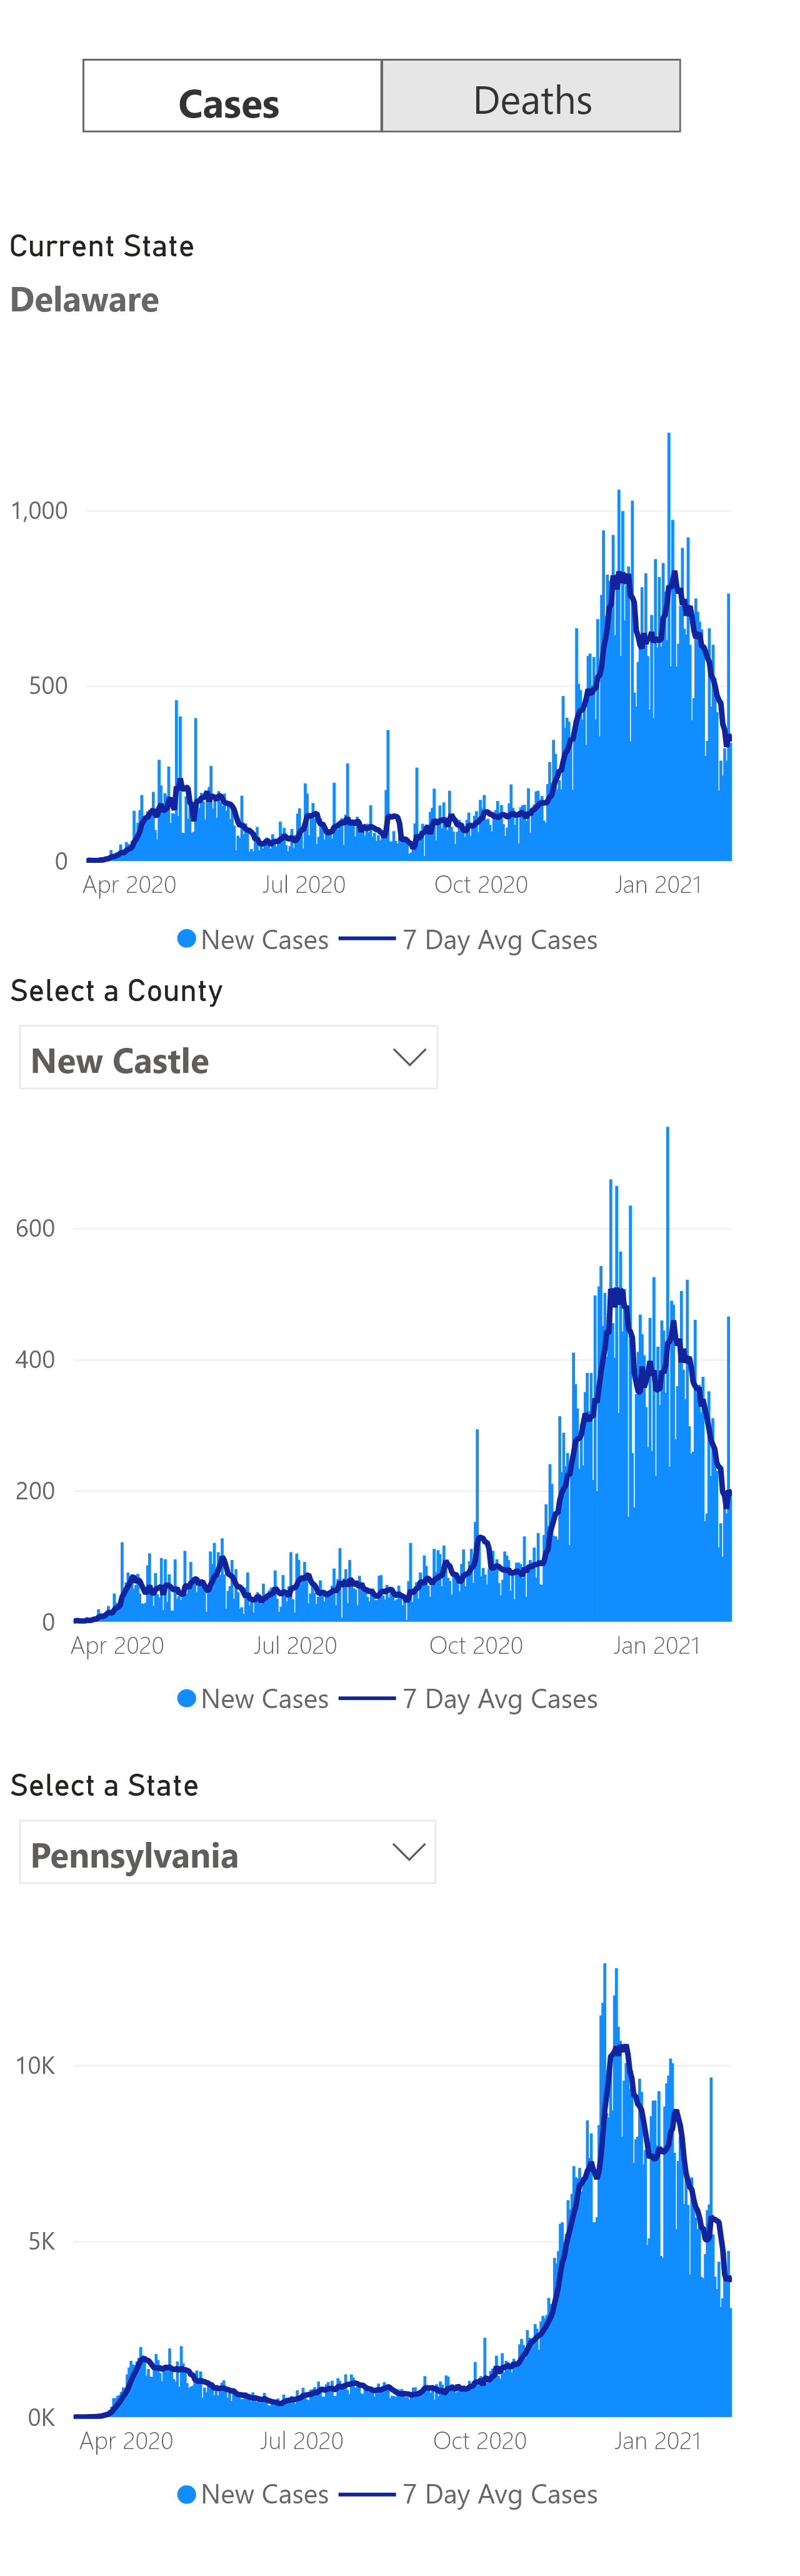 Cases Deaths
Current State
Delaware
1,000
500
0
Apr 2020 Jul 2020 Oct 2020 Jan 2021
New Cases 7 Day Avg Cases
Select a County
New Castle
600
400
200
0
Apr 2020 Jul 2020 Oct 2020 Jan 2021
New Cases 7 Day Avg Cases
Select a State
Pennsylvania
10K
5K
0K
Apr 2020 Jul 2020 Oct 2020 Jan 2021
New Cases 7 Day Avg Cases